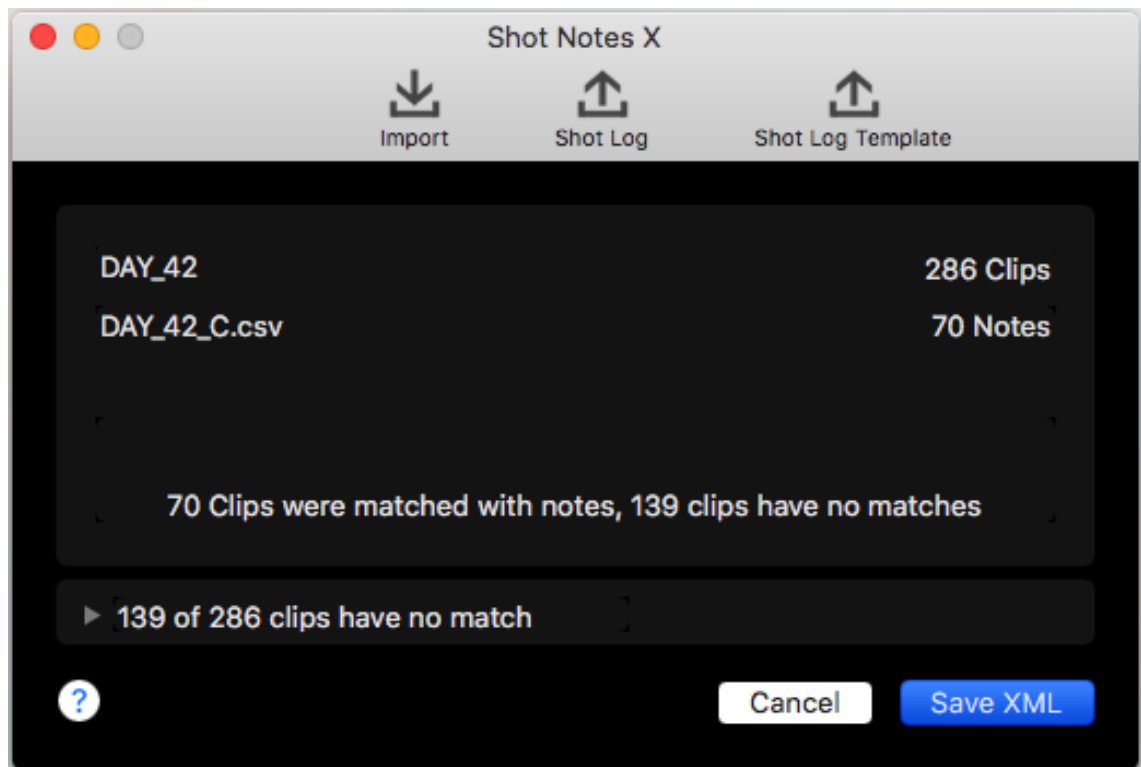 Shot Notes X
Import Shot Log Shot Log Template
DAY_42 286 Clips
DAY_42_C.csv 70 Notes
70 Clips were matched with notes, 139 clips have no matches
139 of 286 clips have no match
? Cancel Save XML